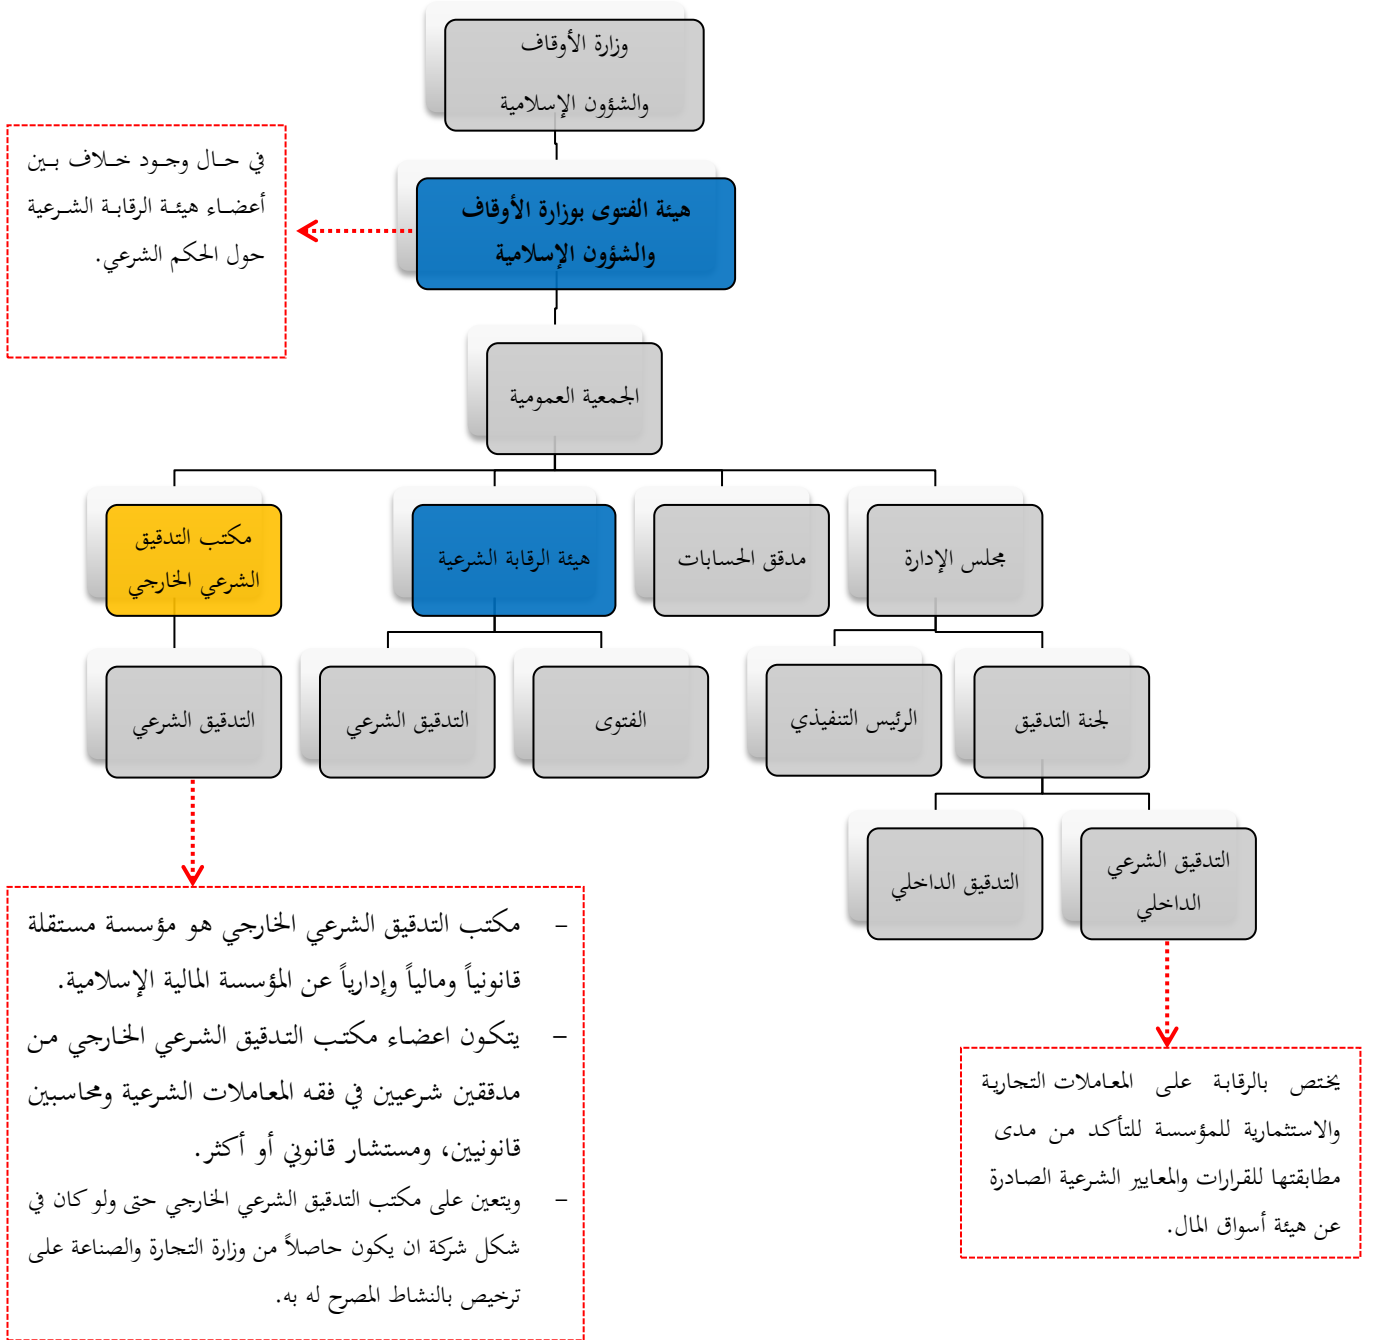 وزارة الأوقاف
والشؤون الإسلامية
في حال وجود خلاف بين
أعضاء هيئة الرقابة الشرعية
حول الحكم الشرعي.
هيئة الفتوى بوزارة الأوقاف
والشؤون الإسلامية
الجمعية العمومية
مجلس الإدارة
مدقق الحسابات
هيئة الرقابة الشرعية
مكتب التدقيق
الشرعي الخارجي
لجنة التدقيق
الرئيس التنفيذي
الفتوى
التدقيق الشرعي
التدقيق الشرعي
التدقيق الشرعي
الداخلي
التدقيق الداخلي
يختص بالرقابة على المعاملات التجارية
والاستثمارية للمؤسسة للتأكد من مدى
مطابقتها للقرارات والمعايير الشرعية الصادرة
عن هيئة أسواق المال.
- مكتب التدقيق الشرعي الخارجي هو مؤسسة مستقلة
قانونياً ومالياً وإدارياً عن المؤسسة المالية الإسلامية.
- يتكون اعضاء مكتب التدقيق الشرعي الخارجي من
مدققين شرعيين في فقه المعاملات الشرعية ومحاسبين
قانونيين، ومستشار قانوني أو أكثر.
- ويتعين على مكتب التدقيق الشرعي الخارجي حتى ولو كان في
شكل شركة ان يكون حاصلاً من وزارة التجارة والصناعة على
ترخيص بالنشاط المصرح له به.